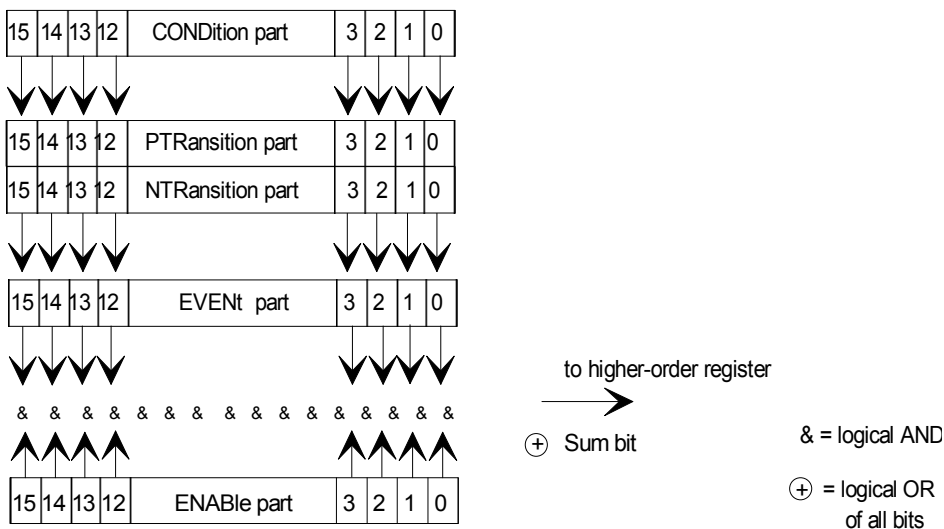 15 14 13 12 CONDition part 3 2 1 0
15 14 13 12 PTRansition part 3 2 1 0
15 14 13 12 NTRansition part 3 2 1 0
15 14 13 12 EVENt part 3 2 1 0
to higher-order register
& & & & & & & & & & & & & & & &
⊕ Sum bit
& = logical AND
15 14 13 12 ENABle part 3 2 1 0
⊕ = logical OR
of all bits